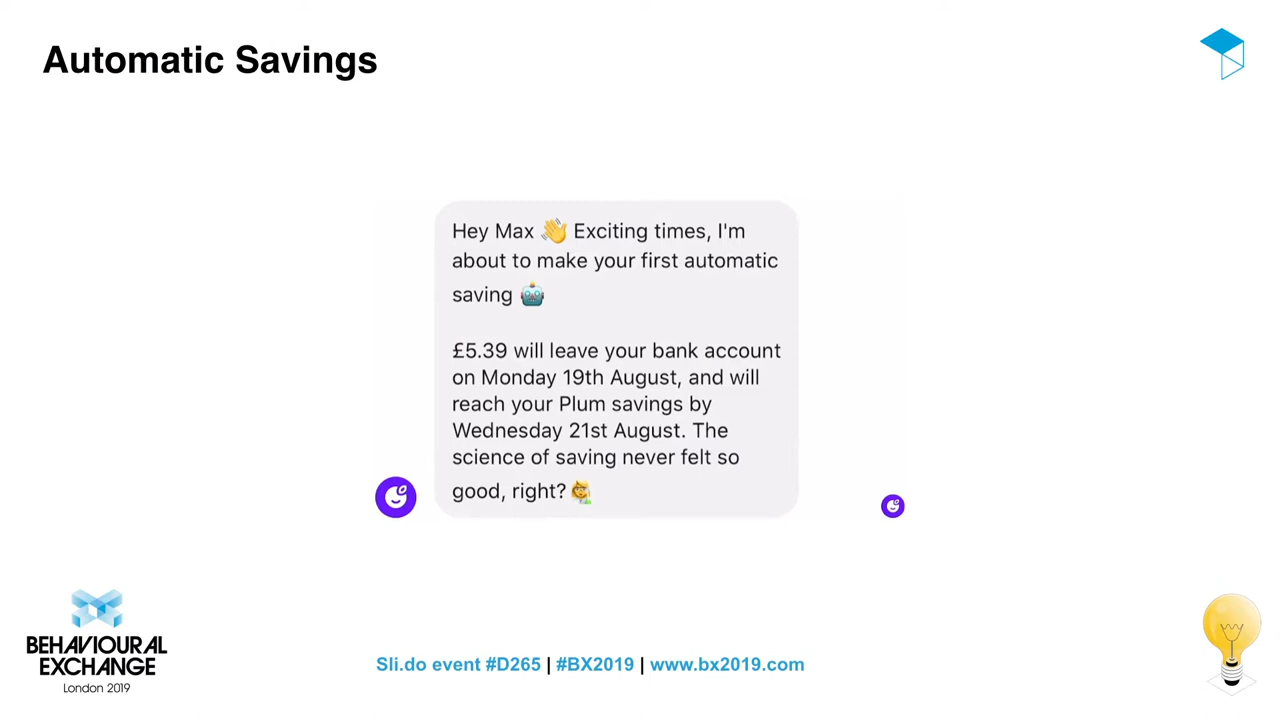 Automatic Savings
Hey Max 👋 Exciting times, I'm
about to make your first automatic
saving 🤖
£5.39 will leave your bank account
on Monday 19th August, and will
reach your Plum savings by
Wednesday 21st August. The
science of saving never felt so
good, right? 👩‍🔬
BEHAVIOURAL
EXCHANGE
London 2019
Sli.do event #D265 | #BX2019 | www.bx2019.com